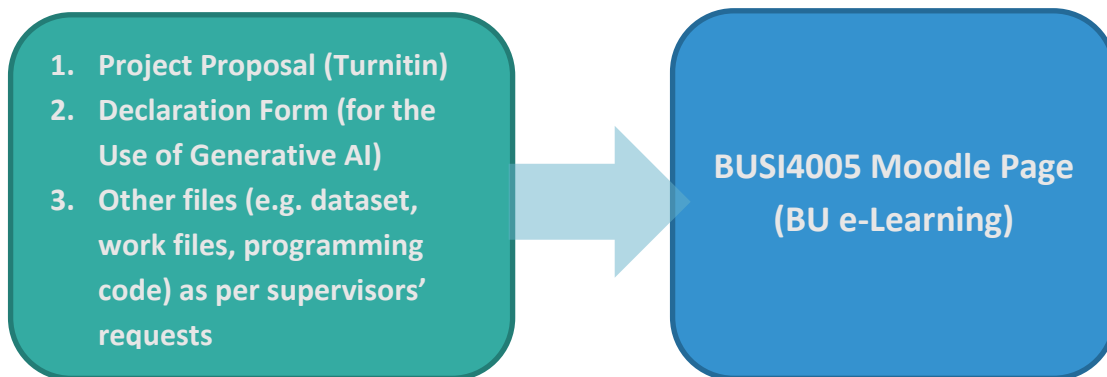 1. Project Proposal (Turnitin)
2. Declaration Form (for the
Use of Generative AI)
3. Other files (e.g. dataset,
work files, programming
code) as per supervisors’
requests
BUSI4005 Moodle Page
(BU e-Learning)